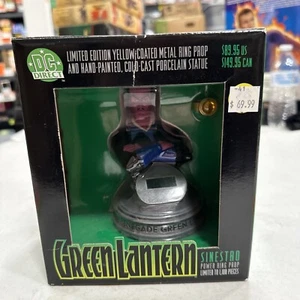 DC
DIRECT
LIMITED EDITION YELLOW-COATED METAL RING PROP
AND HAND-PAINTED, COLD-CAST PORCELAIN STATUE
$89.95 US
$149.95 CAN
$ 69.99
GREEN LANTERN
SINESTRO
POWER RING PROP